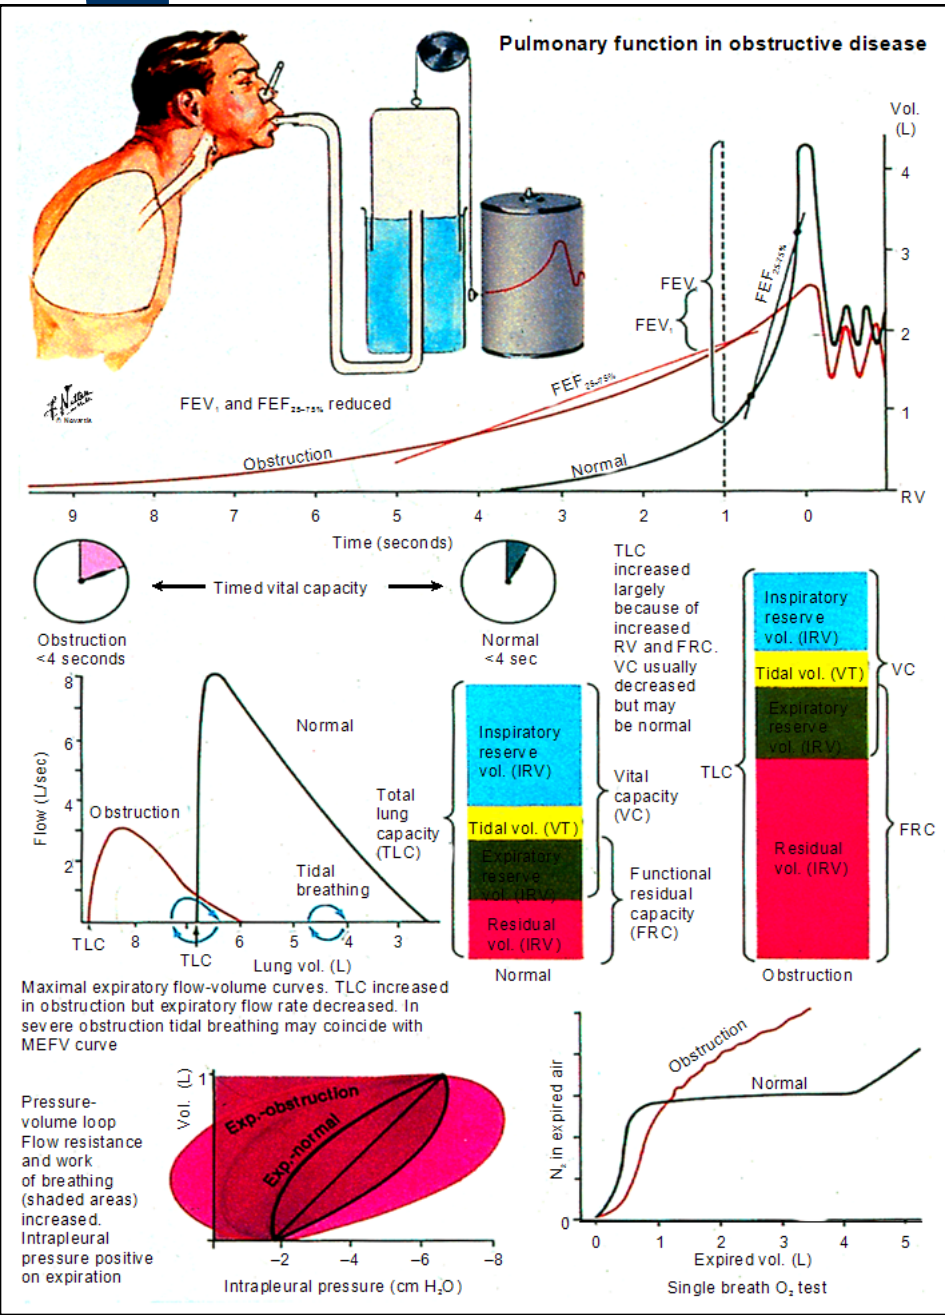 Pulmonary function in obstructive disease
Vol.
(L)
4
3
2
1
RV
FEV
FEV₁
FEF₂₅₋₇₅%
FEF₂₅₋₇₅%
FEV₁ and FEF₂₅₋₇₅% reduced
Obstruction
Normal
9 8 7 6 5 4 3 2 1 0
Time (seconds)
Timed vital capacity
Obstruction
<4 seconds
Normal
<4 sec
TLC
increased
largely
because of
increased
RV and FRC.
VC usually
decreased
but may
be normal
Flow (L/sec)
8
6
4
2
Normal
Obstruction
Tidal
breathing
TLC 8 6 5 4 3
TLC
Lung vol. (L)
Total
lung
capacity
(TLC)
Inspiratory
reserve
vol. (IRV)
Tidal vol. (VT)
Expiratory
reserve
vol. (IRV)
Residual
vol. (IRV)
Normal
Vital
capacity
(VC)
Functional
residual
capacity
(FRC)
TLC
Inspiratory
reserve
vol. (IRV)
Tidal vol. (VT)
Expiratory
reserve
vol. (IRV)
Residual
vol. (IRV)
Obstruction
VC
FRC
Maximal expiratory flow-volume curves. TLC increased
in obstruction but expiratory flow rate decreased. In
severe obstruction tidal breathing may coincide with
MEFV curve
Pressure-
volume loop
Flow resistance
and work
of breathing
(shaded areas)
increased.
Intrapleural
pressure positive
on expiration
Vol. (L)
1
Exp.-obstruction
Exp.-normal
−2 −4 −6 −8
Intrapleural pressure (cm H₂O)
N₂ in expired air
Obstruction
Normal
0
0 1 2 3 4 5
Expired vol. (L)
Single breath O₂ test